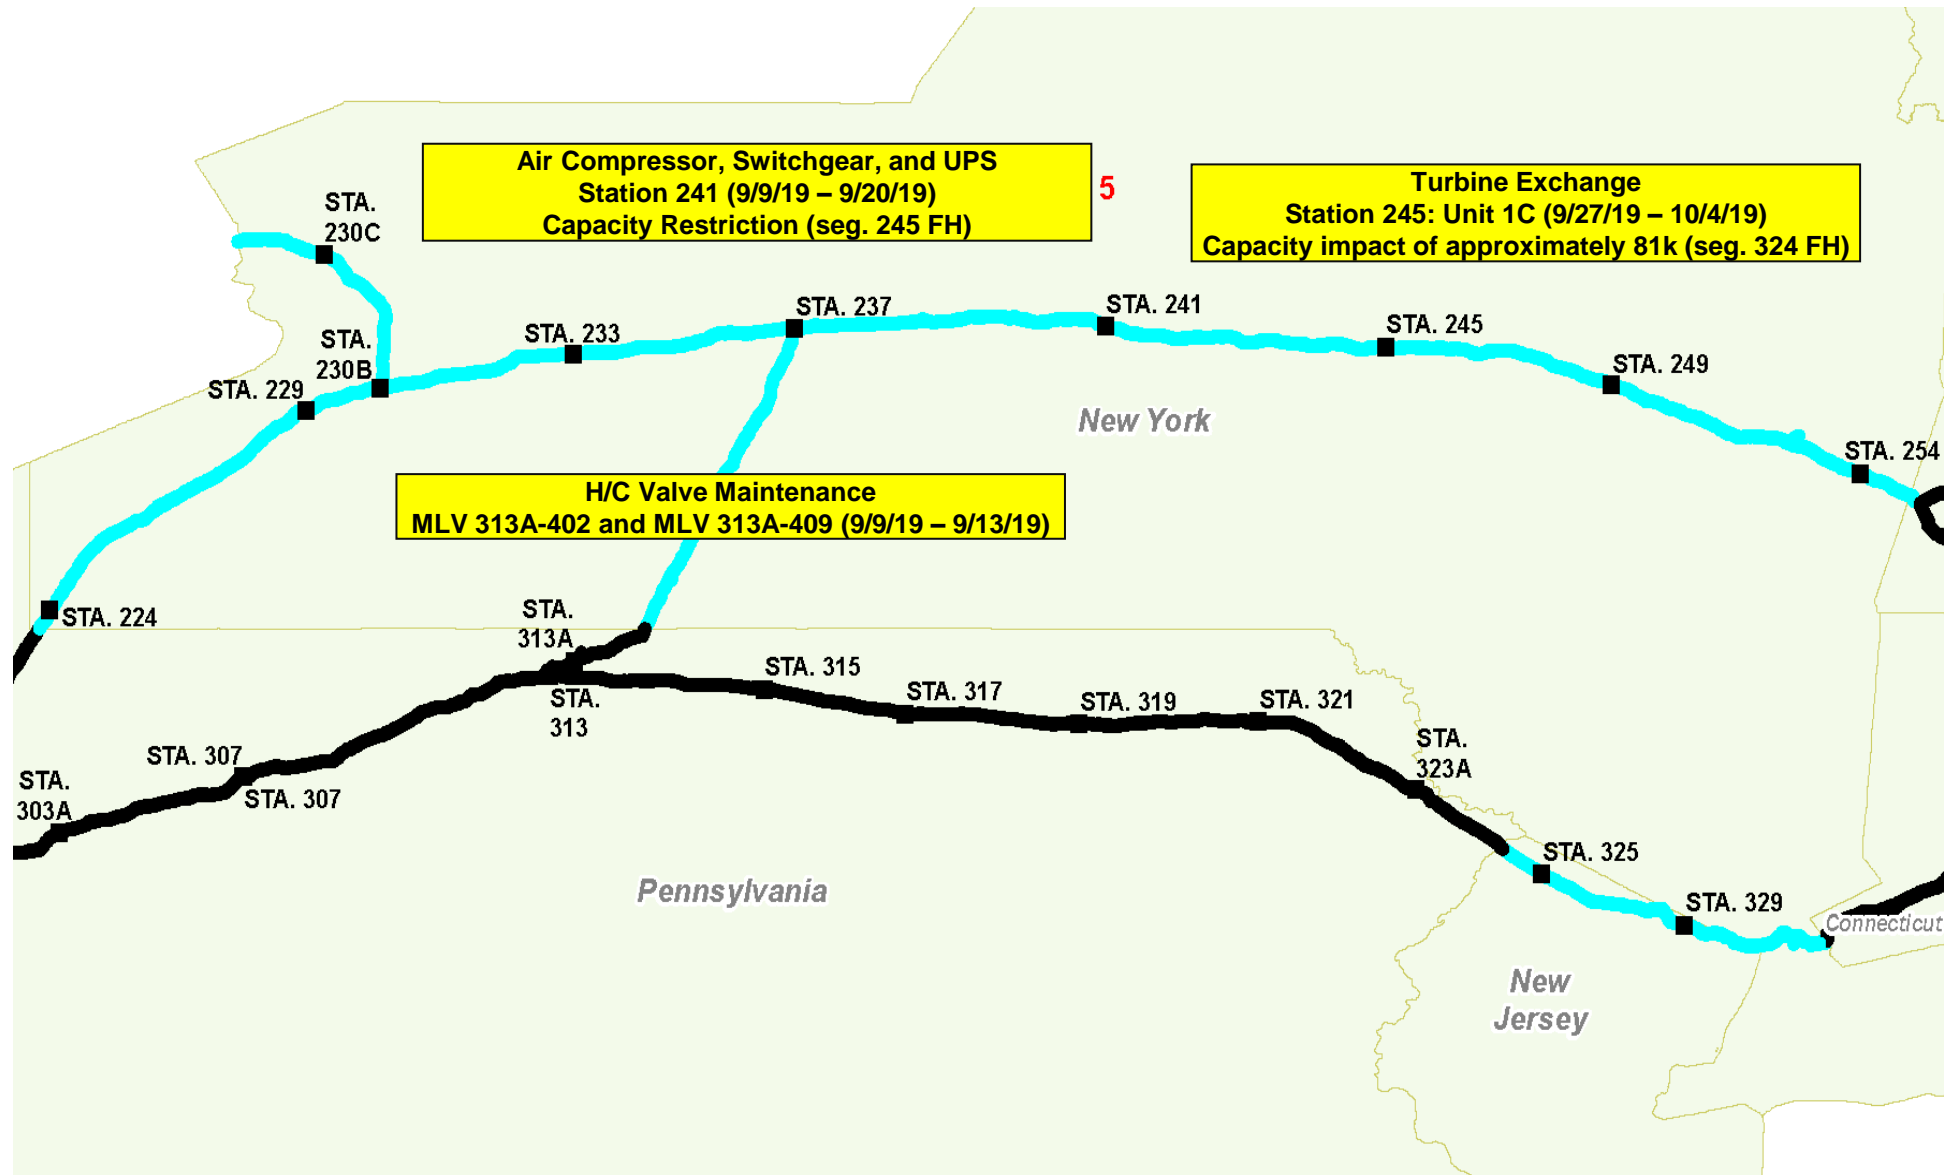 Air Compressor, Switchgear, and UPS
Station 241 (9/9/19 – 9/20/19)
Capacity Restriction (seg. 245 FH)
5
Turbine Exchange
Station 245: Unit 1C (9/27/19 – 10/4/19)
Capacity impact of approximately 81k (seg. 324 FH)
STA.
230C
STA. 237
STA. 241
STA. 233
STA. 245
STA.
230B
STA. 229
STA. 249
New York
STA. 254
H/C Valve Maintenance
MLV 313A-402 and MLV 313A-409 (9/9/19 – 9/13/19)
STA. 224
STA.
313A
STA. 315
STA.
313
STA. 317
STA. 319
STA. 321
STA.
323A
STA. 307
STA. 307
STA.
303A
STA. 325
Pennsylvania
STA. 329
Connecticut
New
Jersey